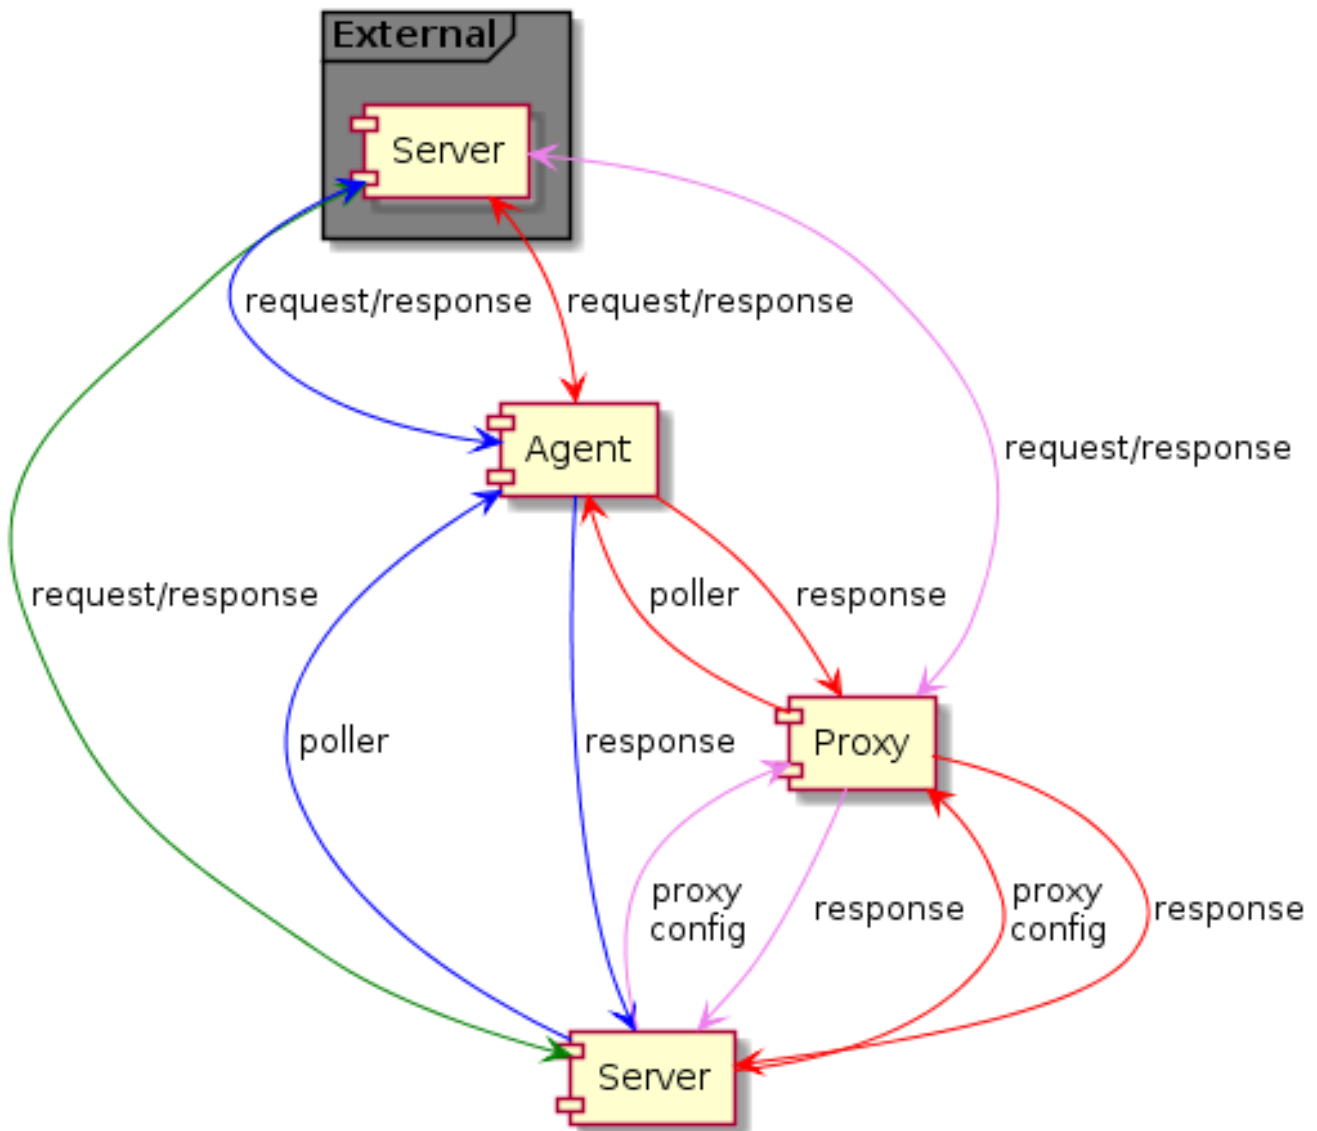 External
Server
request/response
request/response
Agent
request/response
request/response
poller
response
poller
response
Proxy
proxy
config
response
proxy
config
response
Server